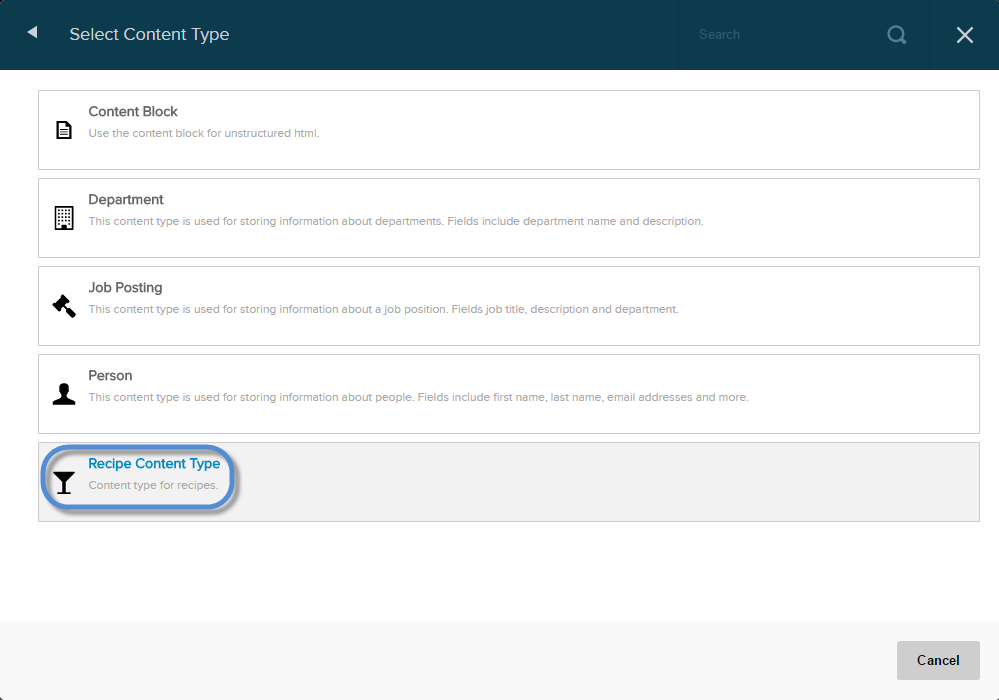 Select Content Type
Search
Content Block
Use the content block for unstructured html.
Department
This content type is used for storing information about departments. Fields include department name and description.
Job Posting
This content type is used for storing information about a job position. Fields job title, description and department.
Person
This content type is used for storing information about people. Fields include first name, last name, email addresses and more.
Recipe Content Type
Content type for recipes.
Cancel